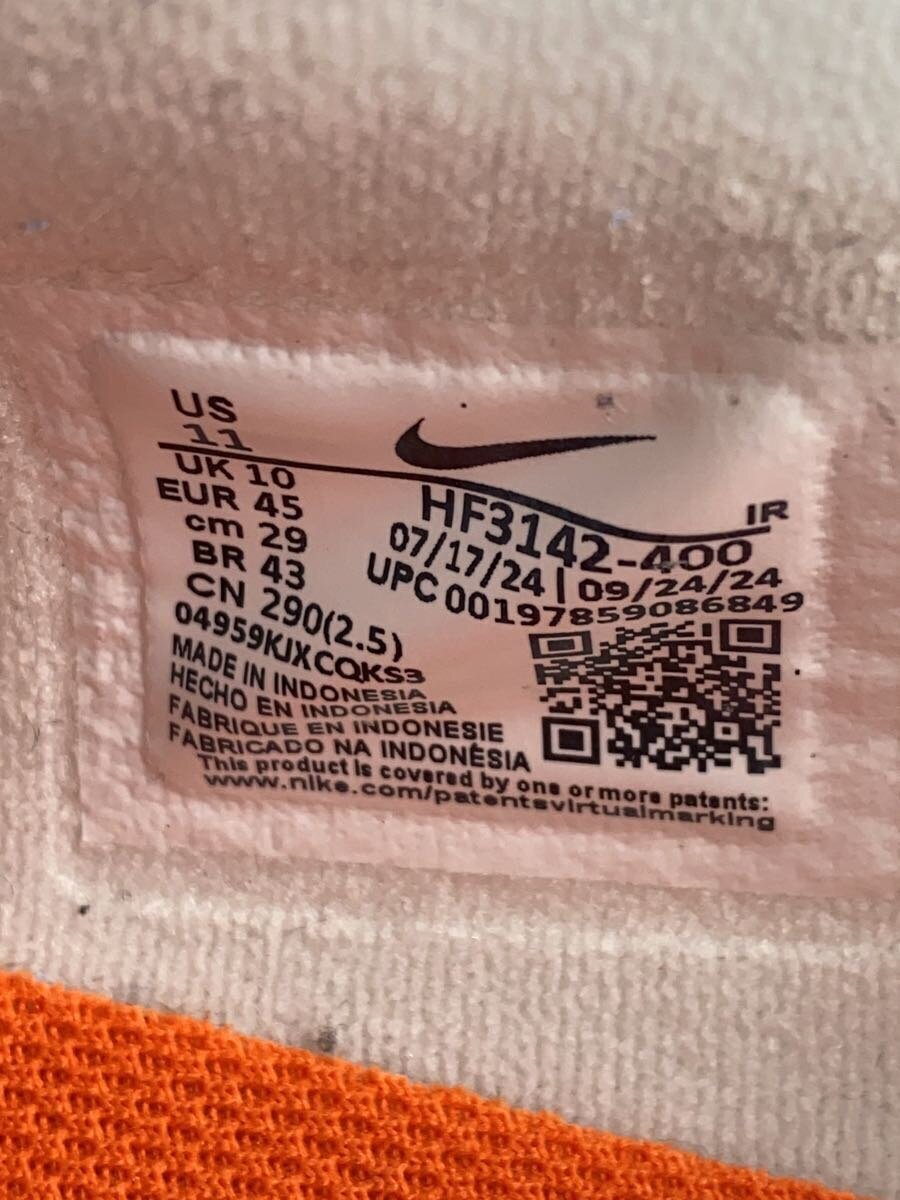 US
11
UK 10
EUR 45
cm 29
BR 43
CN 290(2.5)
IR
HF3142-400
07/17/24 | 09/24/24
UPC 00197859086849
04959KJXCQKS3
MADE IN INDONESIA
HECHO EN INDONESIA
FABRIQUE EN INDONESIE
FABRICADO NA INDONÉSIA
This product is covered by one or more patents:
www.nike.com/patentsvirtualmarking